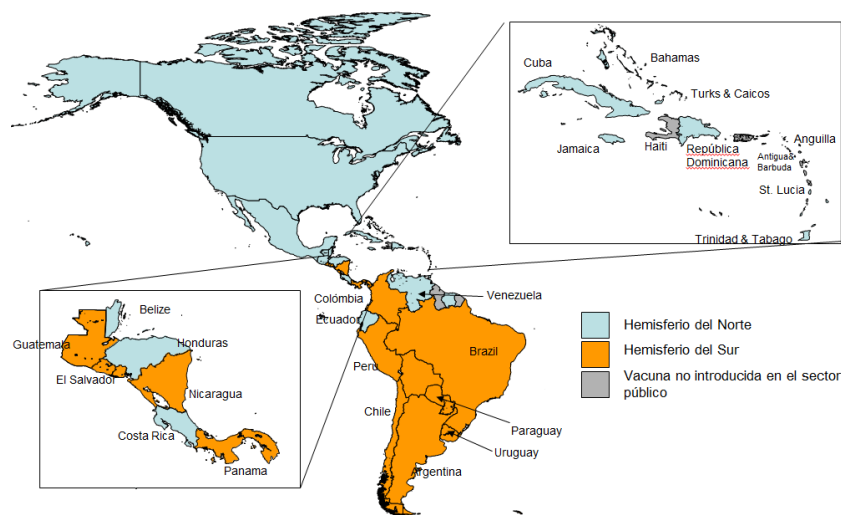 Cuba
Bahamas
Turks & Caicos
Jamaica
Haiti
República
Dominicana
Anguilla
Antigua&
Barbuda
St. Lucia
Trinidad & Tabago
Colómbia
Venezuela
Ecuador
Peru
Brazil
Chile
Paraguay
Uruguay
Argentina
Belize
Guatemala
Honduras
El Salvador
Nicaragua
Costa Rica
Panama
Hemisferio del Norte
Hemisferio del Sur
Vacuna no introducida en el sector
público